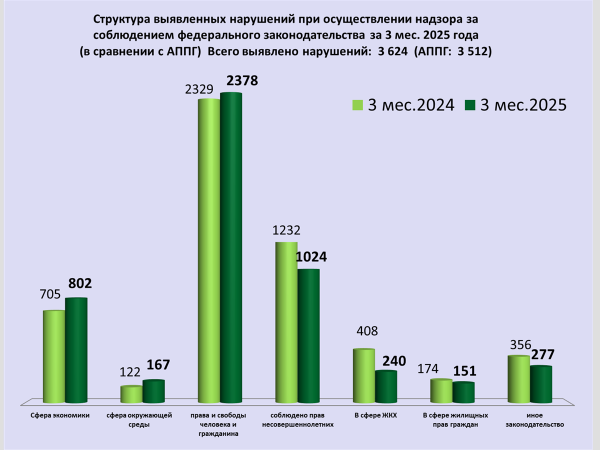 Структура выявленных нарушений при осуществлении надзора за
соблюдением федерального законодательства за 3 мес. 2025 года
(в сравнении с АППГ) Всего выявлено нарушений: 3 624 (АППГ: 3 512)
3 мес.2024
3 мес.2025
705
802
122
167
2329
2378
1232
1024
408
240
174
151
356
277
Сфера экономики
сфера окружающей
среды
права и свободы
человека и
гражданина
соблюдено прав
несовершеннолетних
В сфере ЖКХ
В сфере жилищных
прав граждан
иное
законодательство